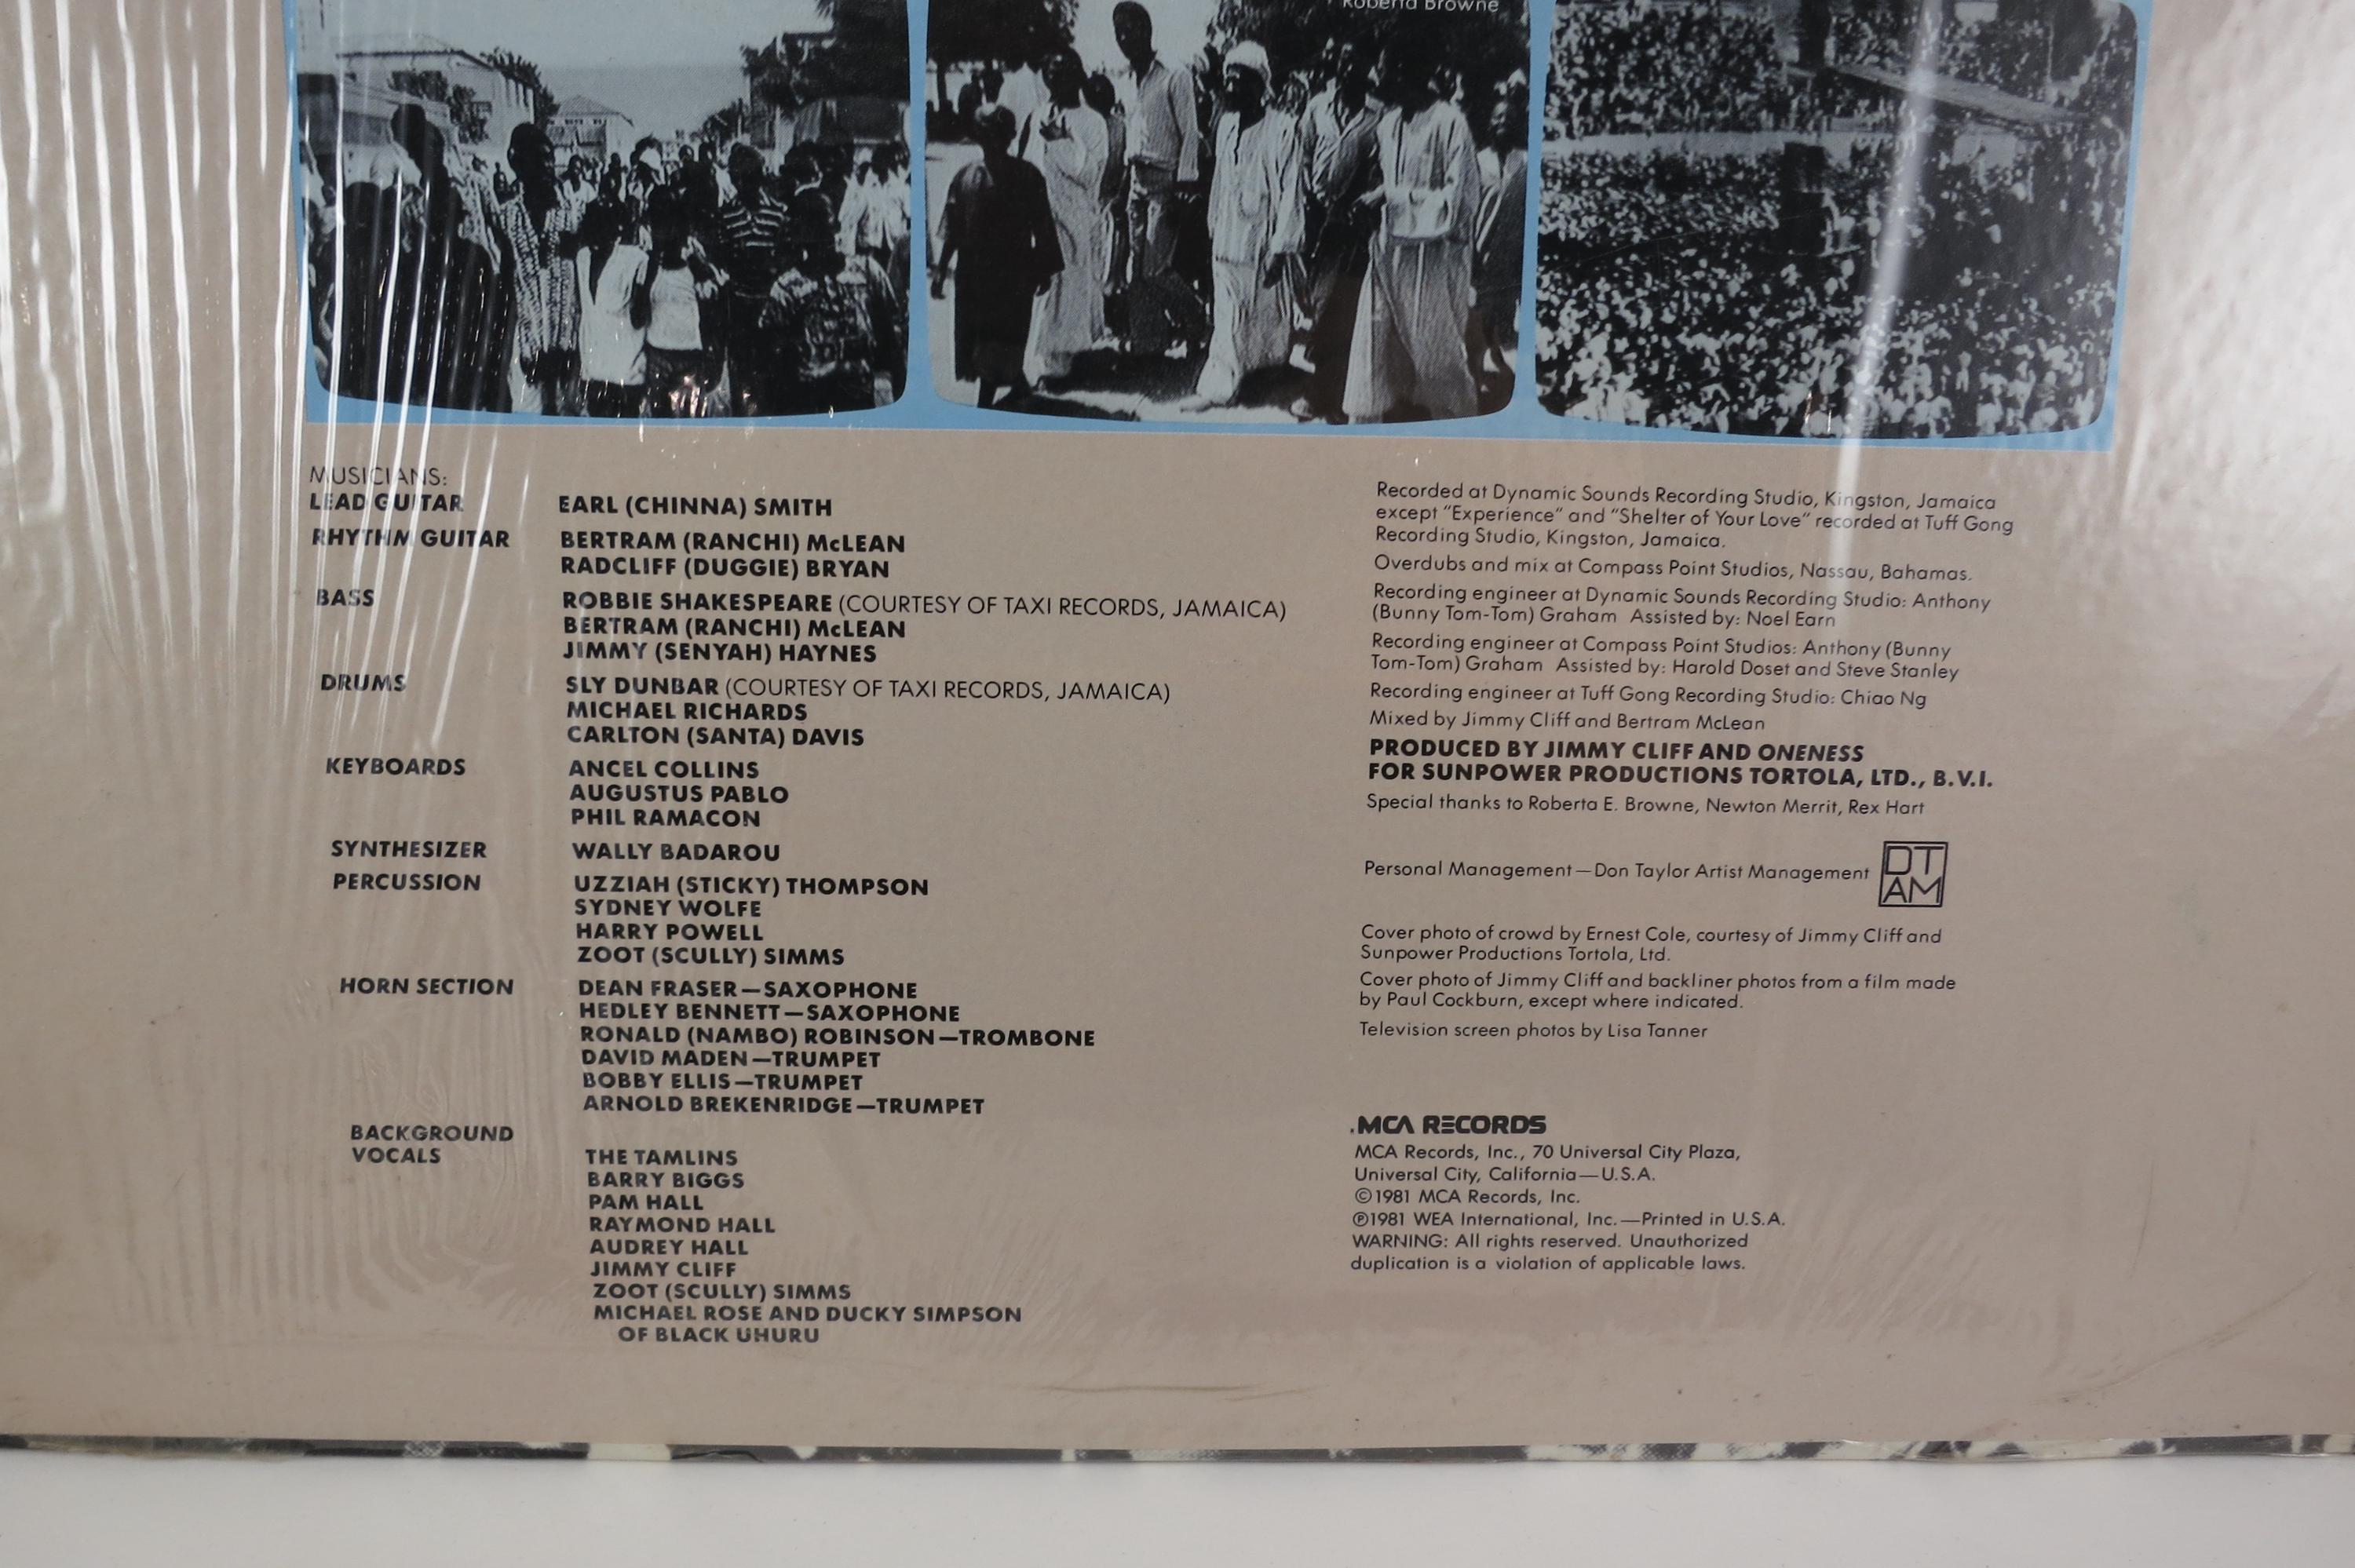 Roberta Browne
MUSICIANS:
LEAD GUITAR EARL (CHINNA) SMITH
RHYTHM GUITAR BERTRAM (RANCHI) McLEAN
RADCLIFF (DUGGIE) BRYAN
BASS ROBBIE SHAKESPEARE (COURTESY OF TAXI RECORDS, JAMAICA)
BERTRAM (RANCHI) McLEAN
JIMMY (SENYAH) HAYNES
DRUMS SLY DUNBAR (COURTESY OF TAXI RECORDS, JAMAICA)
MICHAEL RICHARDS
CARLTON (SANTA) DAVIS
KEYBOARDS ANCEL COLLINS
AUGUSTUS PABLO
PHIL RAMACON
SYNTHESIZER WALLY BADAROU
PERCUSSION UZZIAH (STICKY) THOMPSON
SYDNEY WOLFE
HARRY POWELL
ZOOT (SCULLY) SIMMS
HORN SECTION DEAN FRASER—SAXOPHONE
HEDLEY BENNETT—SAXOPHONE
RONALD (NAMBO) ROBINSON—TROMBONE
DAVID MADEN—TRUMPET
BOBBY ELLIS—TRUMPET
ARNOLD BREKENRIDGE—TRUMPET
BACKGROUND
VOCALS THE TAMLINS
BARRY BIGGS
PAM HALL
RAYMOND HALL
AUDREY HALL
JIMMY CLIFF
ZOOT (SCULLY) SIMMS
MICHAEL ROSE AND DUCKY SIMPSON
OF BLACK UHURU
Recorded at Dynamic Sounds Recording Studio, Kingston, Jamaica
except "Experience" and "Shelter of Your Love" recorded at Tuff Gong
Recording Studio, Kingston, Jamaica.
Overdubs and mix at Compass Point Studios, Nassau, Bahamas.
Recording engineer at Dynamic Sounds Recording Studio: Anthony
(Bunny Tom-Tom) Graham Assisted by: Noel Earn
Recording engineer at Compass Point Studios: Anthony (Bunny
Tom-Tom) Graham Assisted by: Harold Doset and Steve Stanley
Recording engineer at Tuff Gong Recording Studio: Chiao Ng
Mixed by Jimmy Cliff and Bertram McLean
PRODUCED BY JIMMY CLIFF AND ONENESS
FOR SUNPOWER PRODUCTIONS TORTOLA, LTD., B.V.I.
Special thanks to Roberta E. Browne, Newton Merrit, Rex Hart
Personal Management—Don Taylor Artist Management
DT
AM
Cover photo of crowd by Ernest Cole, courtesy of Jimmy Cliff and
Sunpower Productions Tortola, Ltd.
Cover photo of Jimmy Cliff and backliner photos from a film made
by Paul Cockburn, except where indicated.
Television screen photos by Lisa Tanner
MCA RECORDS
MCA Records, Inc., 70 Universal City Plaza,
Universal City, California—U.S.A.
©1981 MCA Records, Inc.
℗1981 WEA International, Inc.—Printed in U.S.A.
WARNING: All rights reserved. Unauthorized
duplication is a violation of applicable laws.